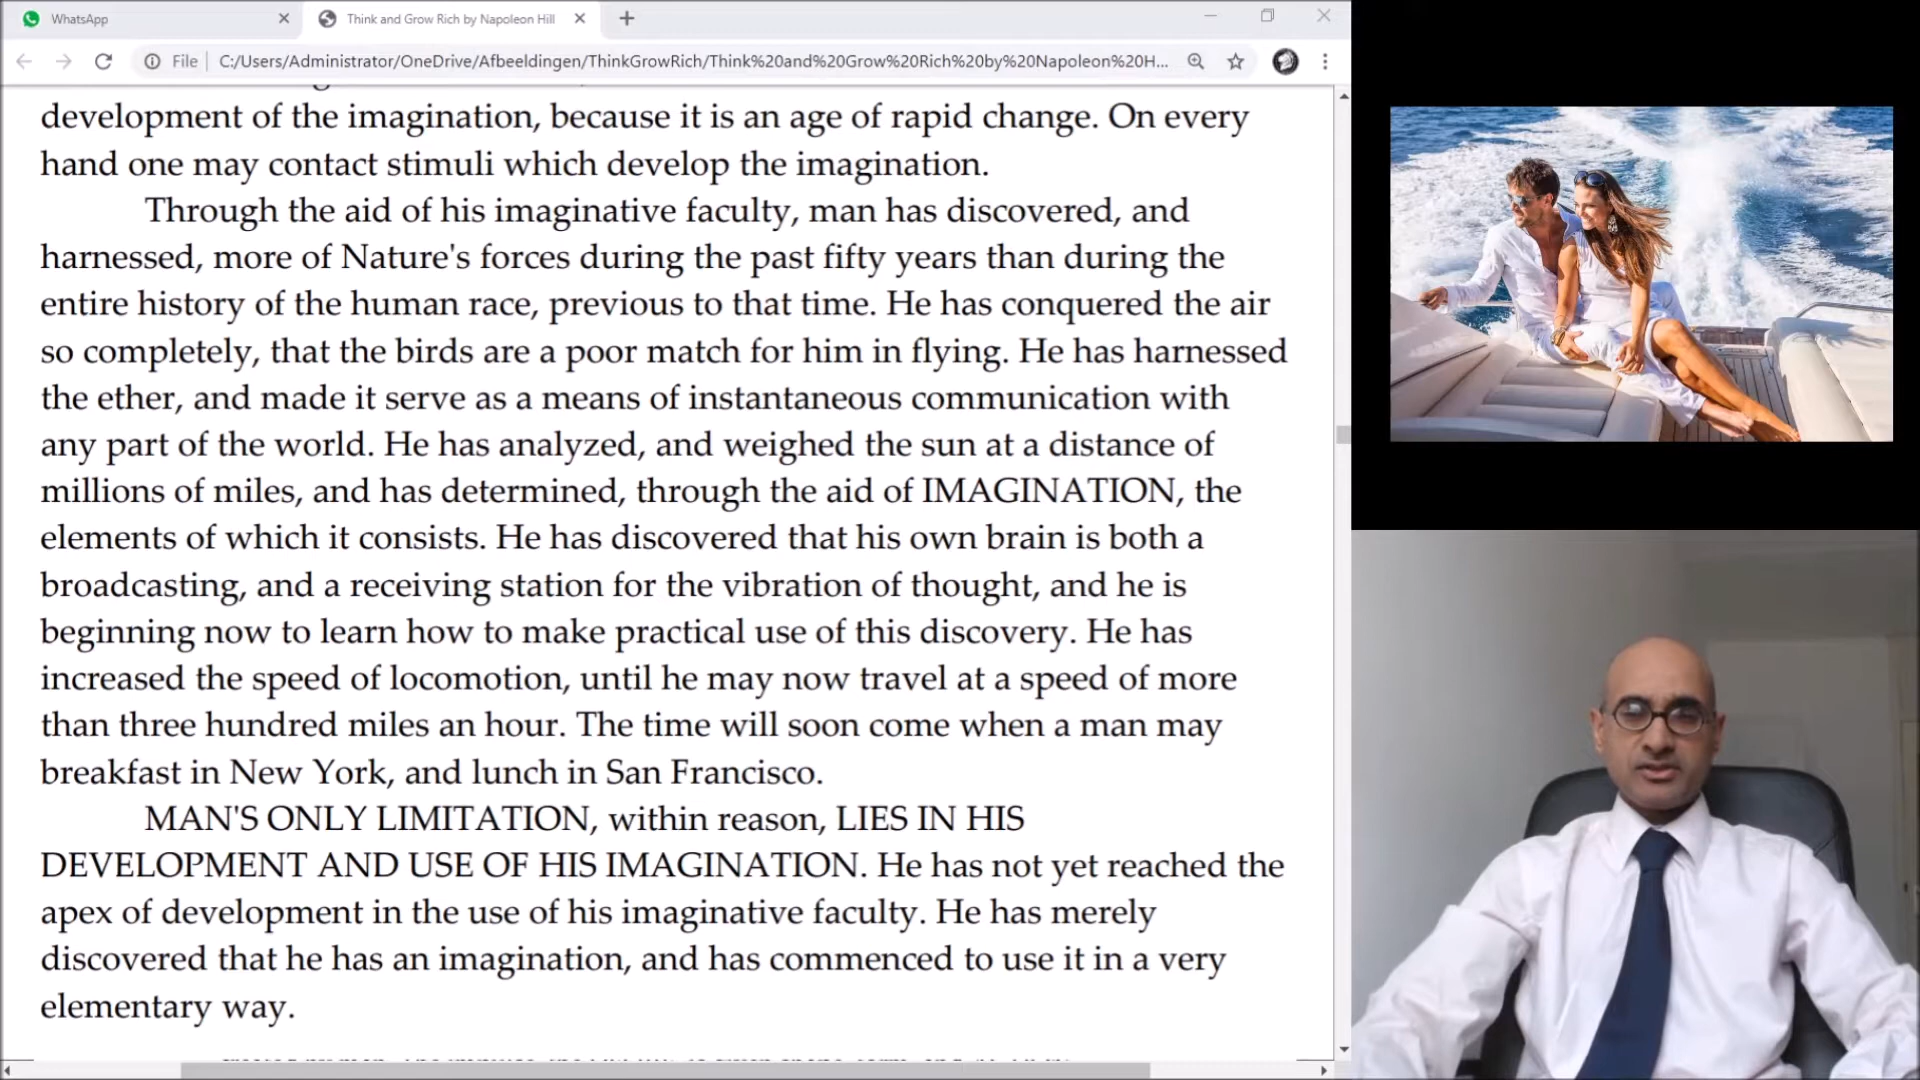 WhatsApp
Think and Grow Rich by Napoleon Hill
File
C:/Users/Administrator/OneDrive/Afbeeldingen/ThinkGrowRich/Think%20and%20Grow%20Rich%20by%20Napoleon%20H...
development of the imagination, because it is an age of rapid change. On every
hand one may contact stimuli which develop the imagination.
Through the aid of his imaginative faculty, man has discovered, and
harnessed, more of Nature's forces during the past fifty years than during the
entire history of the human race, previous to that time. He has conquered the air
so completely, that the birds are a poor match for him in flying. He has harnessed
the ether, and made it serve as a means of instantaneous communication with
any part of the world. He has analyzed, and weighed the sun at a distance of
millions of miles, and has determined, through the aid of IMAGINATION, the
elements of which it consists. He has discovered that his own brain is both a
broadcasting, and a receiving station for the vibration of thought, and he is
beginning now to learn how to make practical use of this discovery. He has
increased the speed of locomotion, until he may now travel at a speed of more
than three hundred miles an hour. The time will soon come when a man may
breakfast in New York, and lunch in San Francisco.
MAN'S ONLY LIMITATION, within reason, LIES IN HIS
DEVELOPMENT AND USE OF HIS IMAGINATION. He has not yet reached the
apex of development in the use of his imaginative faculty. He has merely
discovered that he has an imagination, and has commenced to use it in a very
elementary way.